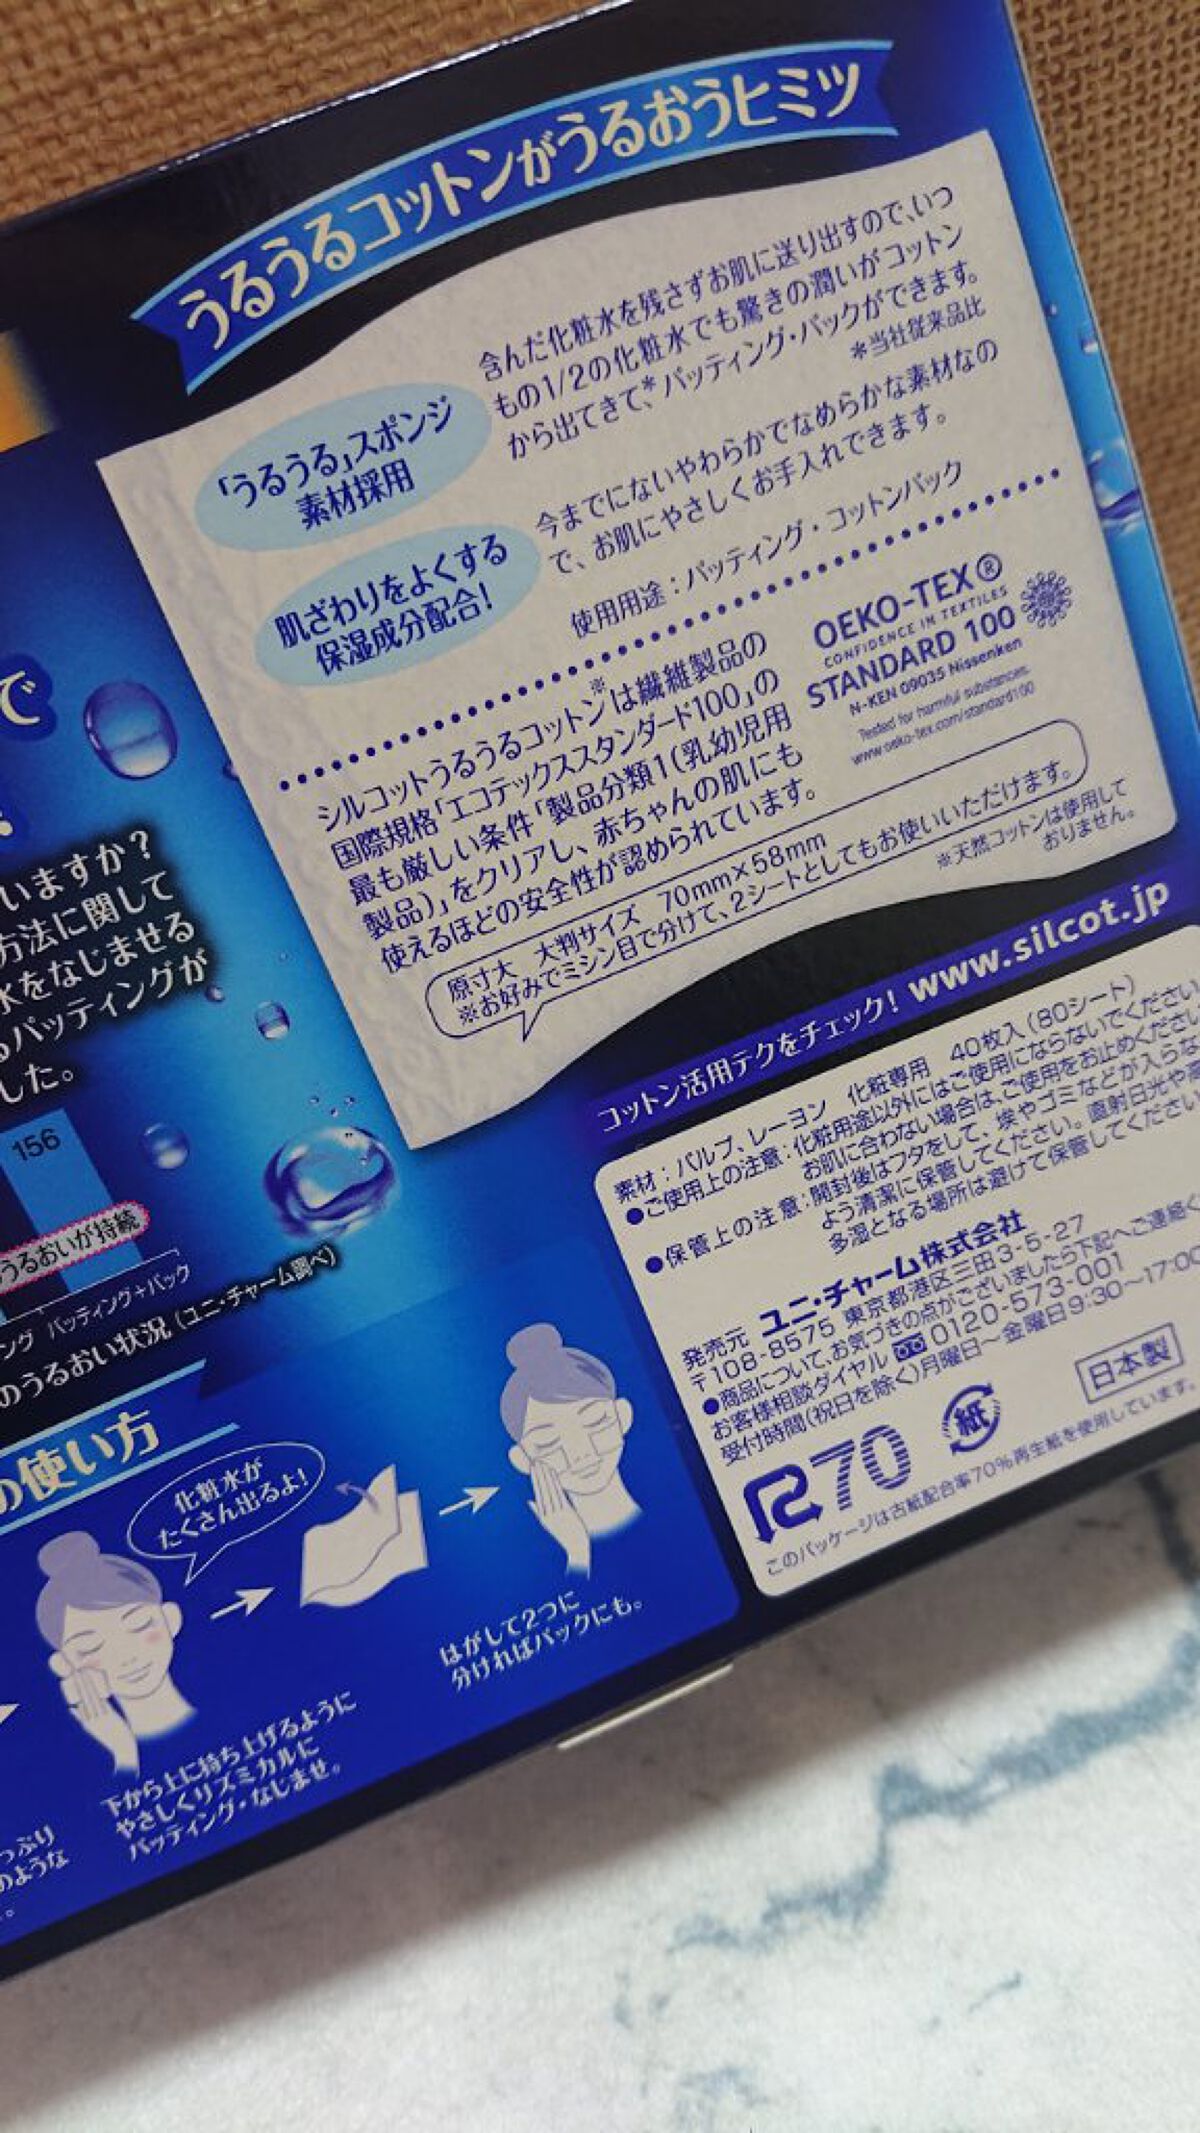 うるうるコットンがうるおうヒミツ
「うるうる」スポンジ
素材採用
含んだ化粧水を残さずお肌に送り出すので、いつ
もの1/2の化粧水でも驚きの潤いがコットン
から出てきて、*パッティング・パックができます。
*当社従来品比
肌ざわりをよくする
保湿成分配合!
今までにないやわらかでなめらかな素材なの
で、お肌にやさしくお手入れできます。
使用用途:パッティング・コットンパック
シルコットうるうるコットン※は繊維製品の
国際規格「エコテックススタンダード100」の
最も厳しい条件「製品分類1(乳幼児用
製品)」をクリアし、赤ちゃんの肌にも
使えるほどの安全性が認められています。
OEKO-TEX®
CONFIDENCE IN TEXTILES
STANDARD 100
N-KEN 09035 Nissenken
Tested for harmful substances.
www.oeko-tex.com/standard100
原寸大 大判サイズ 70mm×58mm
※お好みでミシン目で分けて、2シートとしてもお使いいただけます。
※天然コットンは使用して
おりません。
コットン活用テクをチェック! www.silcot.jp
素材:パルプ、レーヨン 化粧専用 40枚入(80シート)
●ご使用上の注意:化粧用途以外にはご使用にならないでください
お肌に合わない場合は、ご使用をお止めください
●保管上の注意:開封後はフタをして、埃やゴミなどが入らな
よう清潔に保管してください。直射日光や高
多湿となる場所は避けて保管してください
発売元 ユニ・チャーム株式会社
〒108-8575 東京都港区三田3-5-27
●商品について、お気づきの点がございましたら下記へご連絡く
お客様相談ダイヤル 0120-573-001
受付時間(祝日を除く)月曜日~金曜日9:30~17:00
R70
紙
日本製
このパッケージは古紙配合率70%再生紙を使用しています。
で
いますか?
方法に関して
水をなじませる
るパッティングが
した。
156
うるおいが持続
ング パッティング+パック
のうるおい状況(ユニ・チャーム調べ)
の使い方
化粧水が
たくさん出るよ!
下から上に持ち上げるように
やさしくリズミカルに
パッティング・なじませ。
はがして2つに
分ければパックにも。
つぷり
のような
。